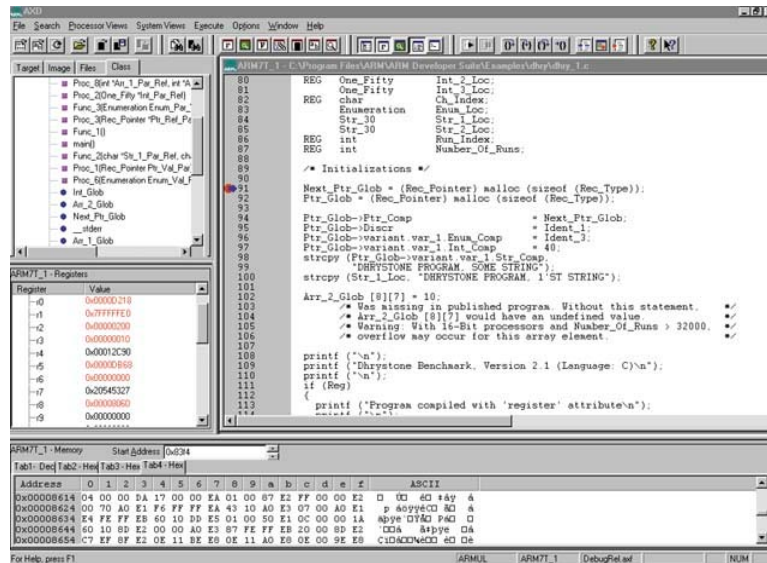 AXD
File Search Processor Views System Views Execute Options Window Help
Target Image Files Class
Proc_8(int *Arr_1_Par_Ref, int *A
Proc_2(One_Fifty *Int_Par_Ref)
Func_3(Enumeration Enum_Par_
Proc_3(Rec_Pointer *Ptr_Ref_Pa
Func_1()
main()
Func_2(char *Str_1_Par_Ref, ch
Proc_1(Rec_Pointer Ptr_Val_Par
Proc_6(Enumeration Enum_Val_F
Int_Glob
Arr_2_Glob
Next_Ptr_Glob
__stderr
Arr_1_Glob
ARM7T_1 - Registers
Register Value
r0 0x0000D218
r1 0x7FFFFFE0
r2 0x00000200
r3 0x00000010
r4 0x00012C90
r5 0x0000DB68
r6 0x00000000
r7 0x20545327
r8 0x00008060
r9 0x00000000
ARM7T_1 - C:\Program Files\ARM\ARM Developer Suite\Examples\dhry\dhry_1.c
80 REG One_Fifty Int_2_Loc;
81 One_Fifty Int_3_Loc;
82 REG char Ch_Index;
83 Enumeration Enum_Loc;
84 Str_30 Str_1_Loc;
85 Str_30 Str_2_Loc;
86 REG int Run_Index;
87 REG int Number_Of_Runs;
88
89 /* Initializations */
90
91 Next_Ptr_Glob = (Rec_Pointer) malloc (sizeof (Rec_Type));
92 Ptr_Glob = (Rec_Pointer) malloc (sizeof (Rec_Type));
93
94 Ptr_Glob->Ptr_Comp = Next_Ptr_Glob;
95 Ptr_Glob->Discr = Ident_1;
96 Ptr_Glob->variant.var_1.Enum_Comp = Ident_3;
97 Ptr_Glob->variant.var_1.Int_Comp = 40;
98 strcpy (Ptr_Glob->variant.var_1.Str_Comp,
99 "DHRYSTONE PROGRAM, SOME STRING");
100 strcpy (Str_1_Loc, "DHRYSTONE PROGRAM, 1'ST STRING");
101
102 Arr_2_Glob [8][7] = 10;
103 /* Was missing in published program. Without this statement, */
104 /* Arr_2_Glob [8][7] would have an undefined value. */
105 /* Warning: With 16-Bit processors and Number_Of_Runs > 32000, */
106 /* overflow may occur for this array element. */
107
108 printf ("\n");
109 printf ("Dhrystone Benchmark, Version 2.1 (Language: C)\n");
110 printf ("\n");
111 if (Reg)
112 {
113 printf ("Program compiled with 'register' attribute\n");
ARM7T_1 - Memory Start Address 0x83f4
Tab1 - Dec Tab2 - Hex Tab3 - Hex Tab4 - Hex
Address 0 1 2 3 4 5 6 7 8 9 a b c d e f ASCII
0x00008614 04 00 00 DA 17 00 00 EA 01 00 87 E2 FF 00 00 E2
0x00008624 00 70 A0 E1 F6 FF FF EA 43 10 A0 E3 07 00 A0 E1
0x00008634 E4 FE FF EB 60 10 DD E5 01 00 50 E1 0C 00 00 1A
0x00008644 60 10 8D E2 00 00 A0 E3 87 FE FF EB 20 00 8D E2
0x00008654 C7 EF 8F E2 0E 11 BE E8 0E 11 A0 E8 0E 00 9E E8
For Help, press F1 ARMUL ARM7T_1 DebugRel.axf NUM